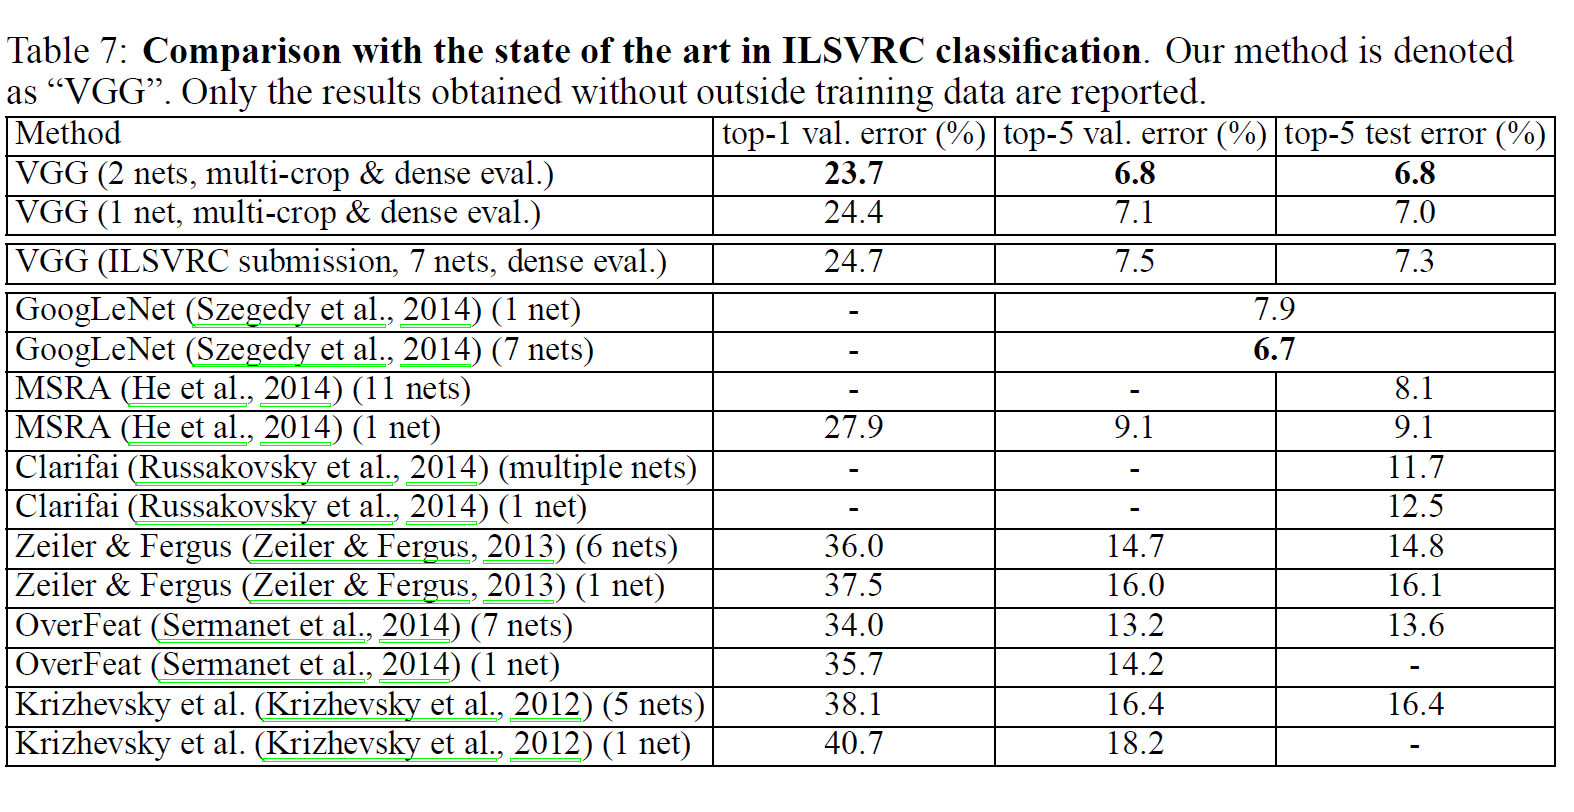 Table 7: Comparison with the state of the art in ILSVRC classification. Our method is denoted
as “VGG”. Only the results obtained without outside training data are reported.
Method top-1 val. error (%) top-5 val. error (%) top-5 test error (%)
VGG (2 nets, multi-crop & dense eval.) 23.7 6.8 6.8
VGG (1 net, multi-crop & dense eval.) 24.4 7.1 7.0
VGG (ILSVRC submission, 7 nets, dense eval.) 24.7 7.5 7.3
GoogLeNet (Szegedy et al., 2014) (1 net) - 7.9
GoogLeNet (Szegedy et al., 2014) (7 nets) - 6.7
MSRA (He et al., 2014) (11 nets) - - 8.1
MSRA (He et al., 2014) (1 net) 27.9 9.1 9.1
Clarifai (Russakovsky et al., 2014) (multiple nets) - - 11.7
Clarifai (Russakovsky et al., 2014) (1 net) - - 12.5
Zeiler & Fergus (Zeiler & Fergus, 2013) (6 nets) 36.0 14.7 14.8
Zeiler & Fergus (Zeiler & Fergus, 2013) (1 net) 37.5 16.0 16.1
OverFeat (Sermanet et al., 2014) (7 nets) 34.0 13.2 13.6
OverFeat (Sermanet et al., 2014) (1 net) 35.7 14.2 -
Krizhevsky et al. (Krizhevsky et al., 2012) (5 nets) 38.1 16.4 16.4
Krizhevsky et al. (Krizhevsky et al., 2012) (1 net) 40.7 18.2 -